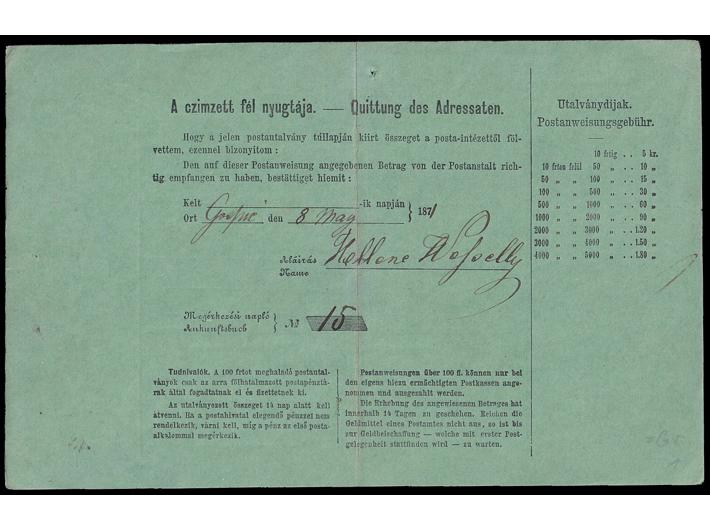 A czimzett fél nyugtája. — Quittung des Adressaten.
Hogy a jelen postautalvány túllapján kiirt összeget a posta-intézettől föl-
vettem, ezennel bizonyitom :
Den auf dieser Postanweisung angegebenen Betrag von der Postanstalt rich-
tig empfangen zu haben, bestättiget hiemit :
Kelt -ik napján
Ort den 8 May } 1871
Aláirás
Name Hellene
Megérkezési napló
Ankunftsbuch } № 15
Tudnivalók. A 100 frtot meghaladó postautal-
ványok csak az arra fölhatalmazott postapénztá-
rak által fogadtatnak el és fizettetnek ki.
Az utalványozott összeget 14 nap alatt kell
átvenni. Ha a postahivatal elegendő pénzzel nem
rendelkezik, várni kell, mig a pénz az első posta-
alkalommal megérkezik.
Postanweisungen über 100 fl. können nur bei
den eigens hiezu ermächtigten Postkassen ange-
nommen und ausgezahlt werden.
Die Erhebung des angewiesenen Betrages hat
innerhalb 14 Tagen zu geschehen. Reichen die
Geldmittel eines Postamtes nicht aus, so ist bis
zur Geldbeischaffung — welche mit erster Post-
gelegenheit stattfinden wird — zu warten.
Utalványdijak.
Postanweisungsgebühr.
10 frtig . . 5 kr.
10 frton felül 50 „ . . 10 „
50 „ „ 100 „ . . 15 „
100 „ „ 500 „ . . 30 „
500 „ „ 1000 „ . . 60 „
1000 „ „ 2000 „ . . 90 „
2000 „ „ 3000 „ . . 1.20 „
3000 „ „ 4000 „ . . 1.50 „
4000 „ „ 5000 „ . . 1.80 „